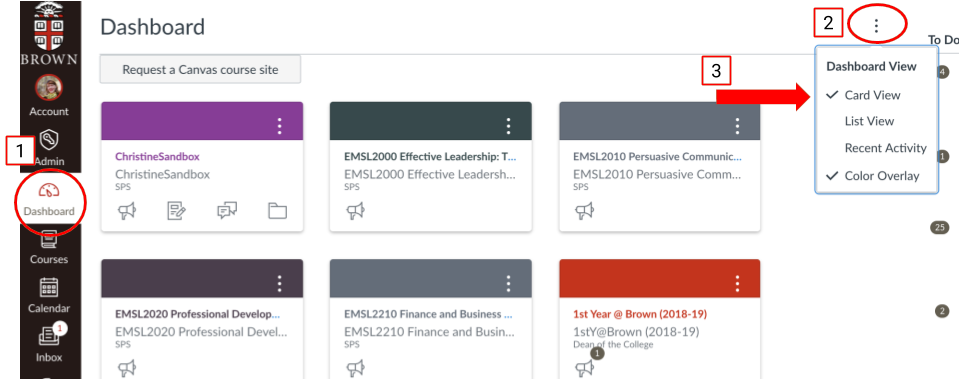 BROWN
Account
1
Admin
Dashboard
Courses
Calendar
1
Inbox
Dashboard
2
To Do
Request a Canvas course site
3
Dashboard View
Card View
List View
Recent Activity
Color Overlay
4
1
25
2
ChristineSandbox
ChristineSandbox
SPS
EMSL2000 Effective Leadership: T...
EMSL2000 Effective Leadersh...
SPS
EMSL2010 Persuasive Communic...
EMSL2010 Persuasive Comm...
SPS
EMSL2020 Professional Develop...
EMSL2020 Professional Devel...
SPS
EMSL2210 Finance and Business ...
EMSL2210 Finance and Busin...
SPS
1st Year @ Brown (2018-19)
1stY@Brown (2018-19)
Dean of the College
1